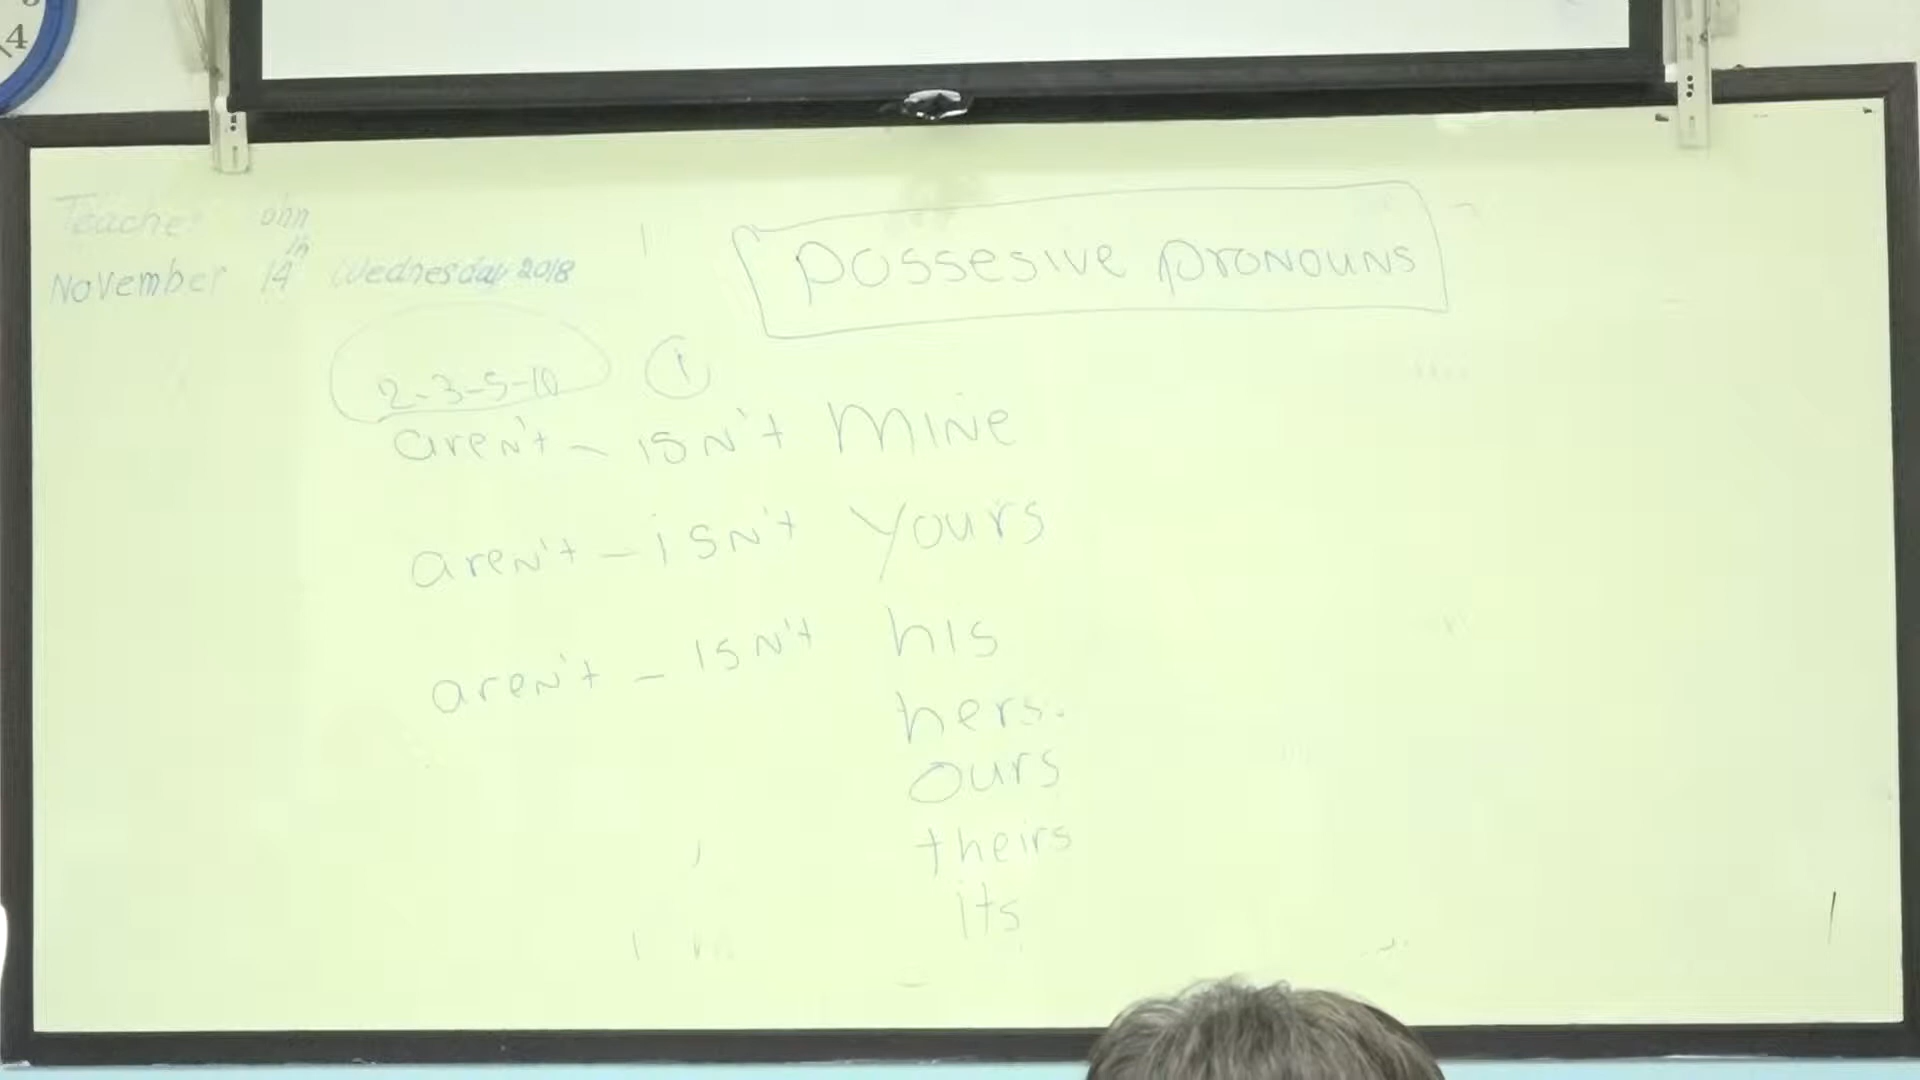 4
Teacher ohn
November 14th Wednesday 2018
possesive pronouns
2-3-5-10 1
aren't - isn't mine
aren't - isn't yours
aren't - isn't his
hers.
ours
theirs
its